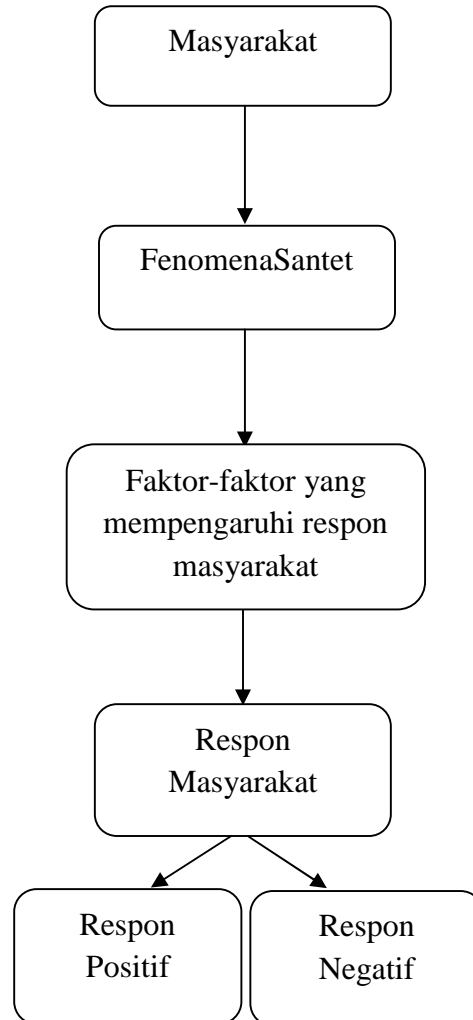 Masyarakat
FenomenaSantet
Faktor-faktor yang
mempengaruhi respon
masyarakat
Respon
Masyarakat
Respon
Positif
Respon
Negatif